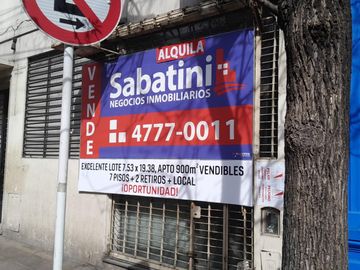 ALQUILA
VENDE
Sabatini
NEGOCIOS INMOBILIARIOS
4777-0011
EXCELENTE LOTE 7.53 x 19.38, APTO 900m² VENDIBLES
7 PISOS + 2 RETIROS + LOCAL
¡OPORTUNIDAD!